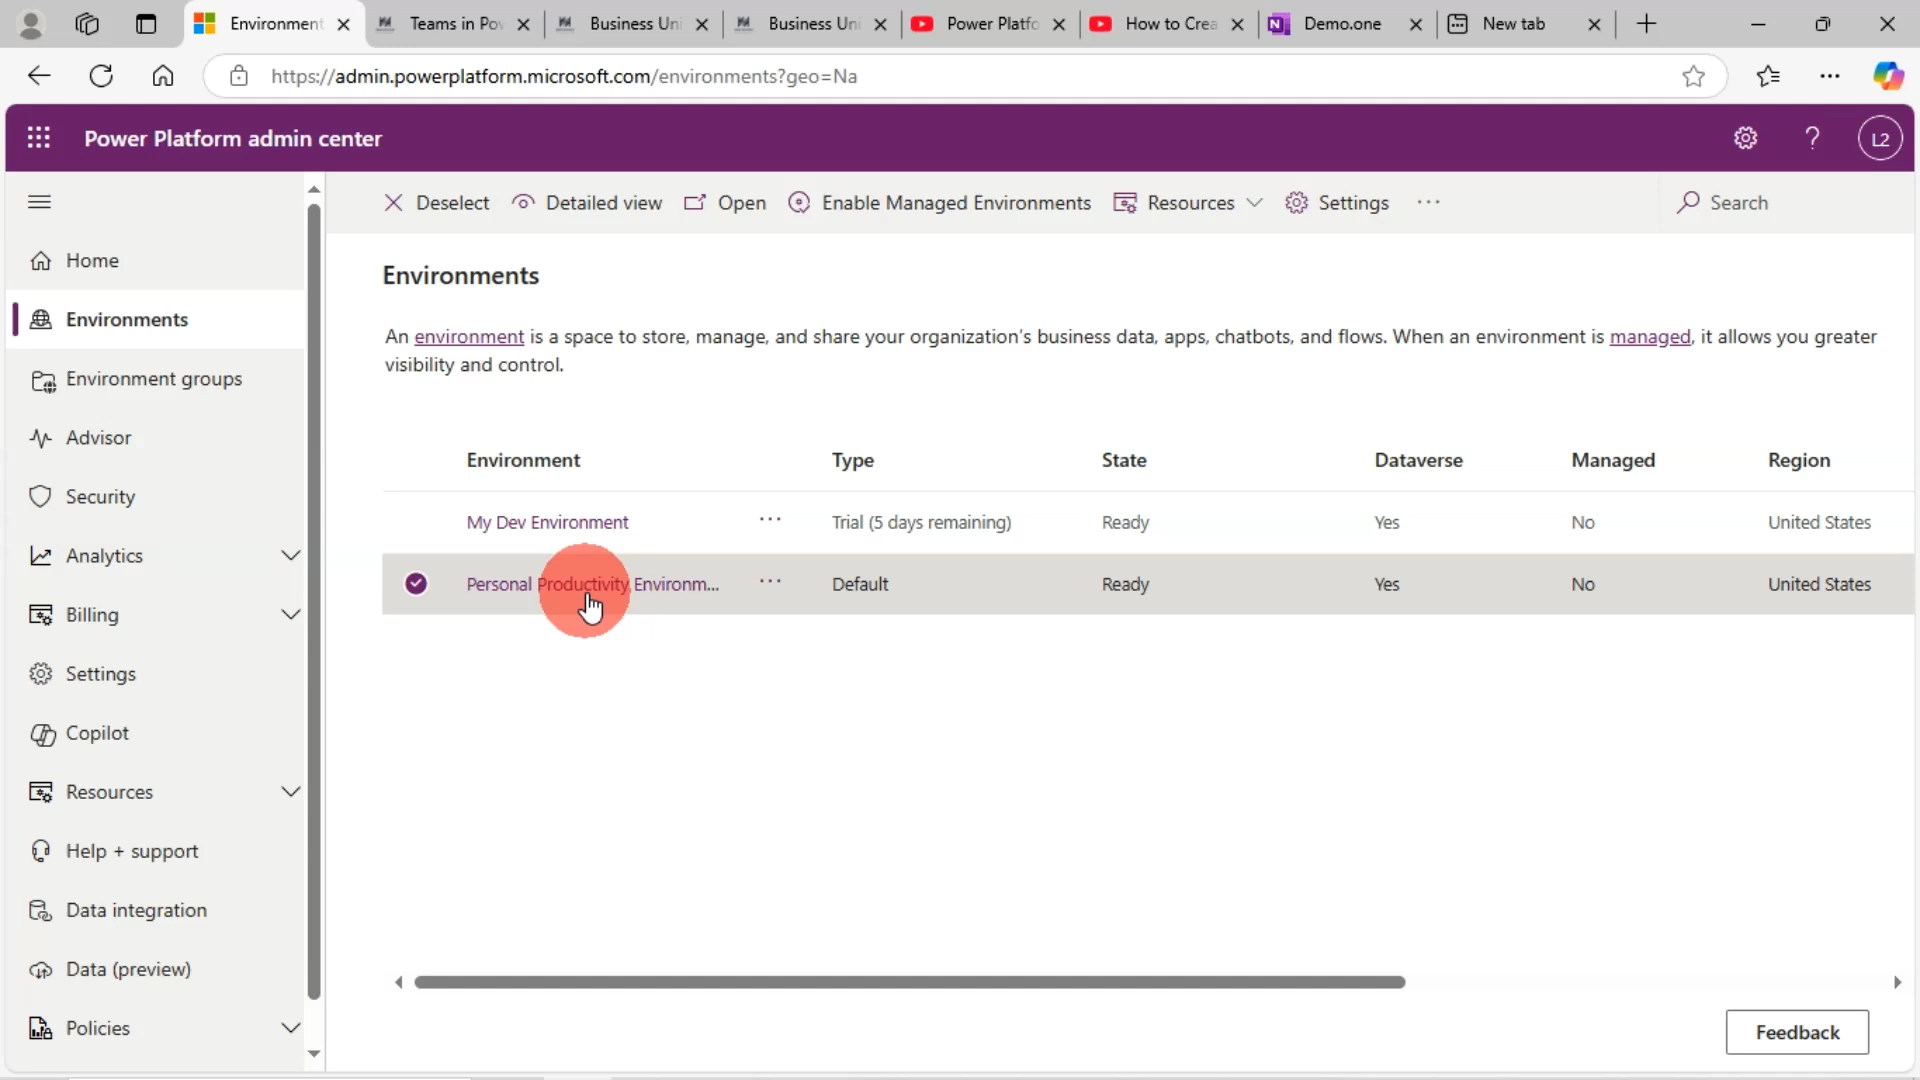 Environment
Teams in Pov
Business Uni
Business Uni
Power Platfo
How to Crea
Demo.one
New tab
https://admin.powerplatform.microsoft.com/environments?geo=Na
Power Platform admin center
L2
Deselect
Detailed view
Open
Enable Managed Environments
Resources
Settings
Search
Home
Environments
Environment groups
Advisor
Security
Analytics
Billing
Settings
Copilot
Resources
Help + support
Data integration
Data (preview)
Policies
Environments
An environment is a space to store, manage, and share your organization's business data, apps, chatbots, and flows. When an environment is managed, it allows you greater
visibility and control.
Environment Type State Dataverse Managed Region
My Dev Environment ... Trial (5 days remaining) Ready Yes No United States
Personal Productivity Environm... ... Default Ready Yes No United States
Feedback